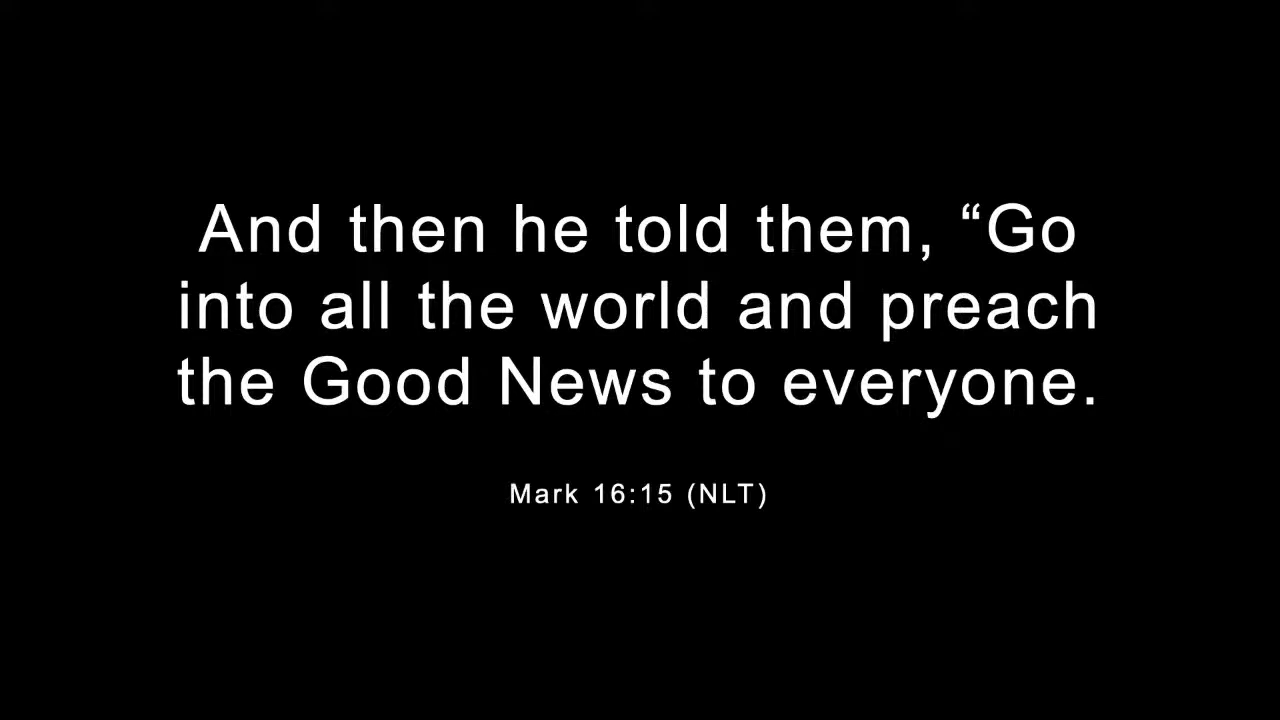 And then he told them, “Go
into all the world and preach
the Good News to everyone.
Mark 16:15 (NLT)